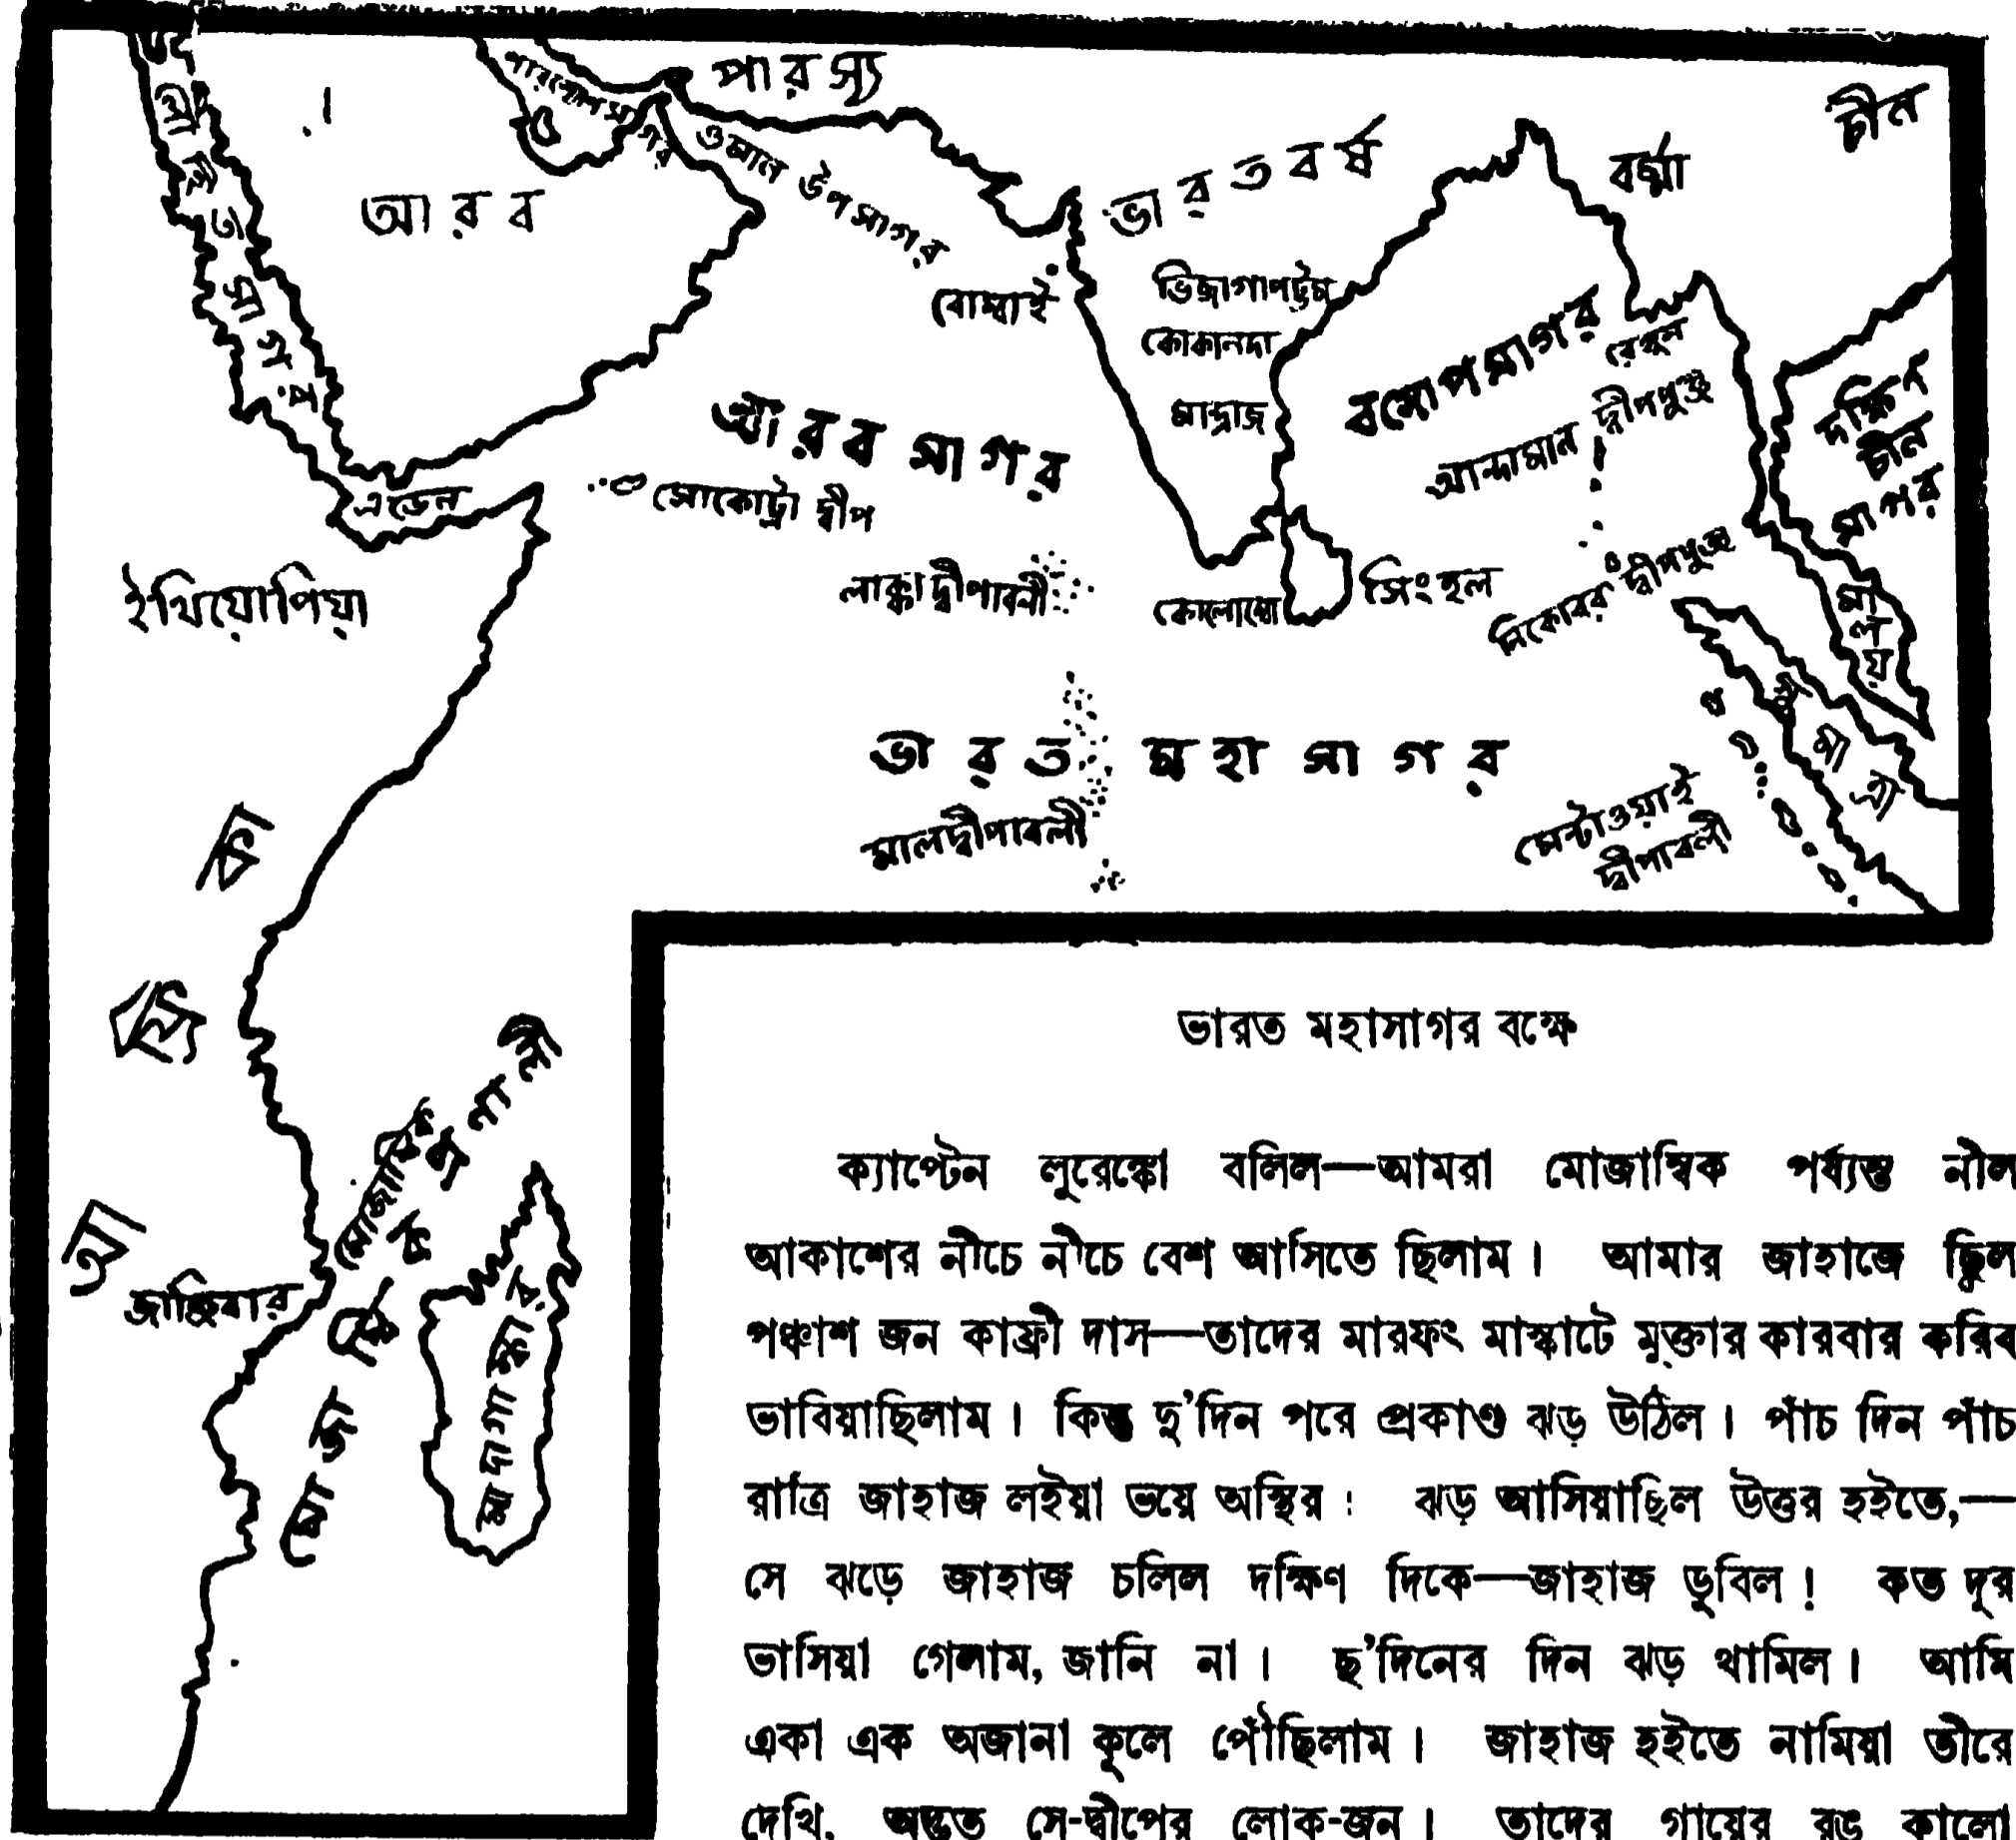 পারস্য
চীন
ভারতবর্ষ
বর্ম্মা
আরব
ওমান উপসাগর
বোম্বাই
ভিজাগাপট্টম
কোকানদা
মাদ্রাজ
বঙ্গোপসাগর
রেঙ্গুন
আন্দামান দ্বীপপুঞ্জ
দক্ষিণ
চীন
সাগর
আরব সাগর
এডেন
সোকোট্রা দ্বীপ
ইথিয়োপিয়া
লাক্কাদ্বীপাবলী
কোলোম্বো
সিংহল
নিকোবর দ্বীপপুঞ্জ
মালয়
ভারত মহাসাগর
মালদ্বীপাবলী
মেন্টাওয়াই
দ্বীপাবলী
জাঞ্জিবার
ভারত মহাসাগর বক্ষে
ক্যাপ্টেন লুরেঙ্কো বলিল—আমরা মোজাম্বিক পর্য্যন্ত নীল
আকাশের নীচে নীচে বেশ আসিতে ছিলাম। আমার জাহাজে ছিল
পঞ্চাশ জন কাফ্রী দাস—তাদের মারফৎ মাস্কাটে মুক্তার কারবার করিব
ভাবিয়াছিলাম। কিন্তু দু’দিন পরে প্রকাণ্ড ঝড় উঠিল। পাঁচ দিন পাঁচ
রাত্রি জাহাজ লইয়া ভয়ে অস্থির! ঝড় আসিয়াছিল উত্তর হইতে,—
সে ঝড়ে জাহাজ চলিল দক্ষিণ দিকে—জাহাজ ডুবিল! কত দূর
ভাসিয়া গেলাম, জানি না। ছ’দিনের দিন ঝড় থামিল। আমি
একা এক অজানা কূলে পৌঁছিলাম। জাহাজ হইতে নামিয়া তীরে
দেখি, অদ্ভুত সে-দ্বীপের লোক-জন। তাদের গায়ের রঙ কালো